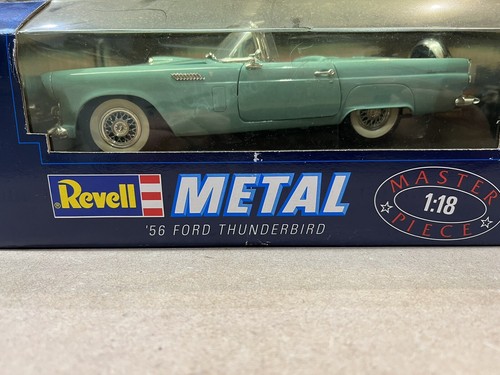 Revell METAL
'56 FORD THUNDERBIRD
MASTER
1:18
PIECE